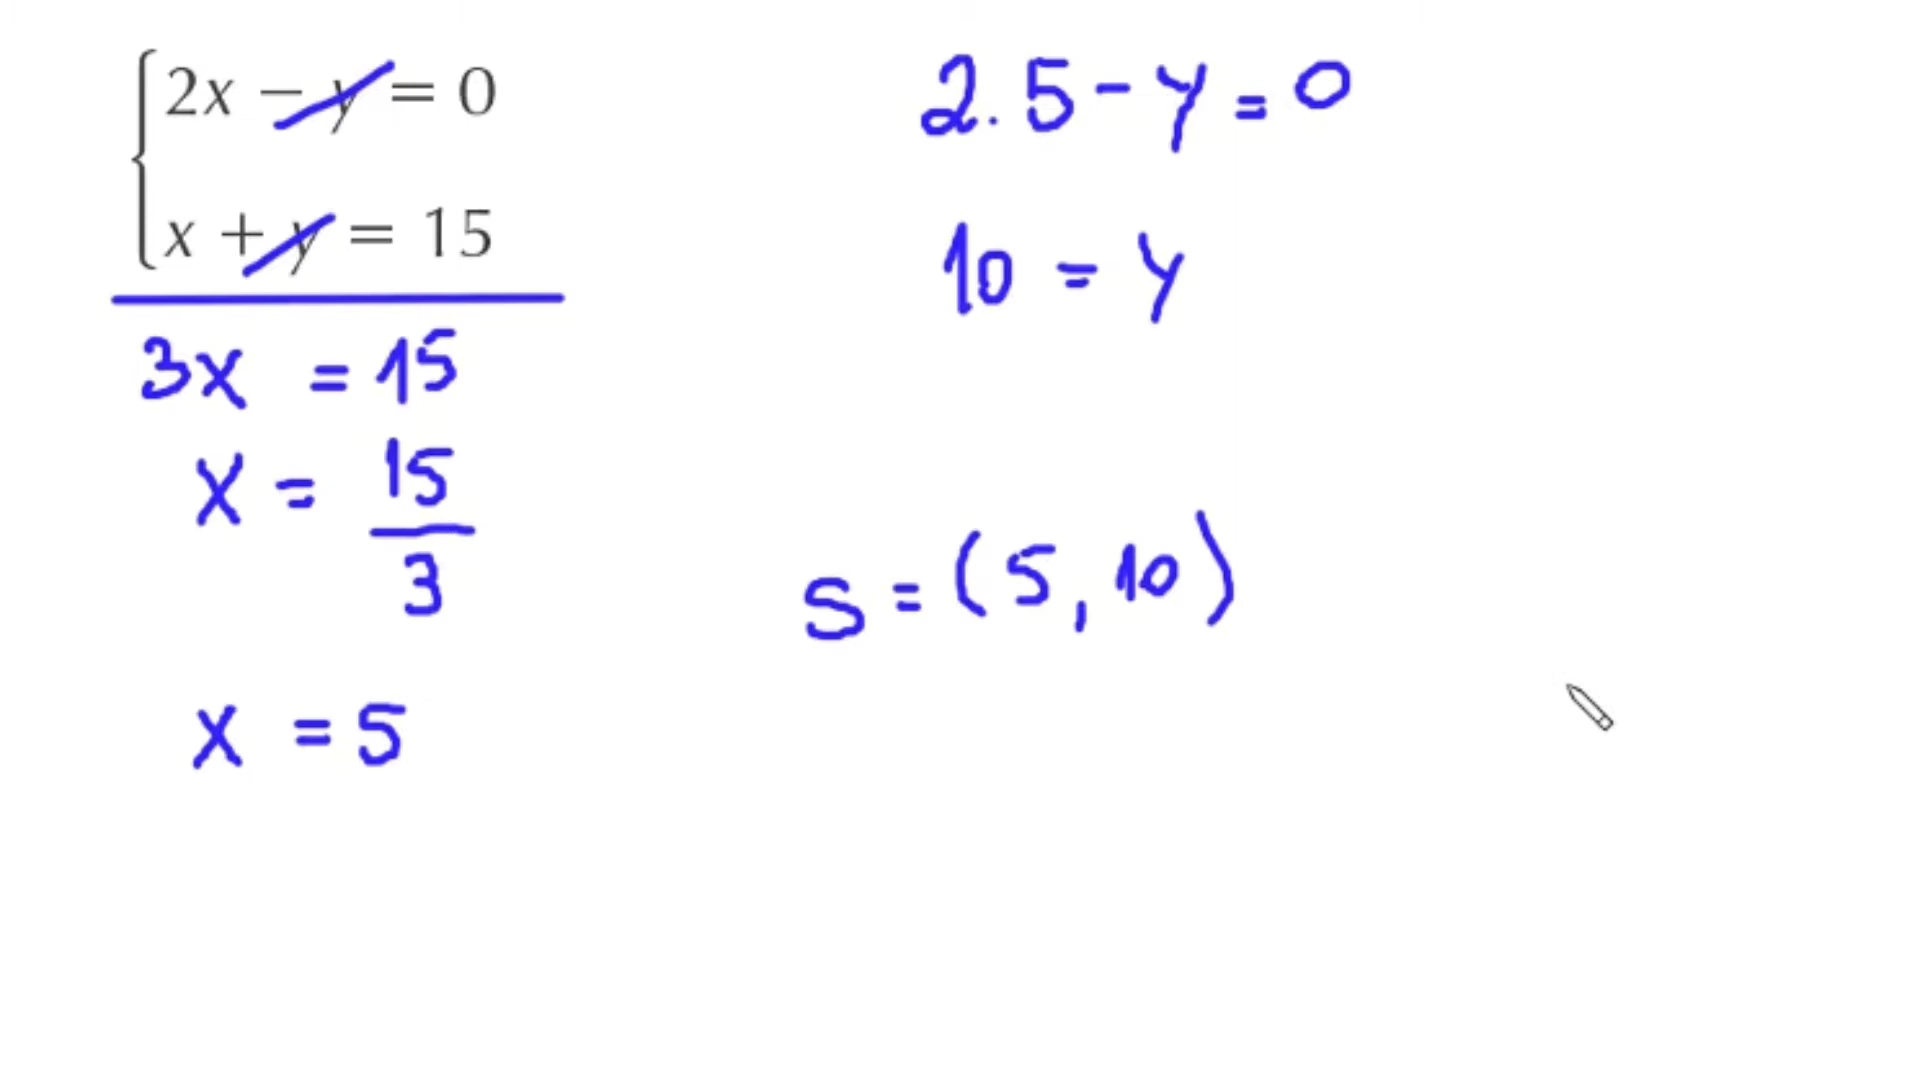 2x − y = 0
x + y = 15
3x = 15
x = 15/3
x = 5
2.5 - y = 0
10 = y
S = (5, 10)